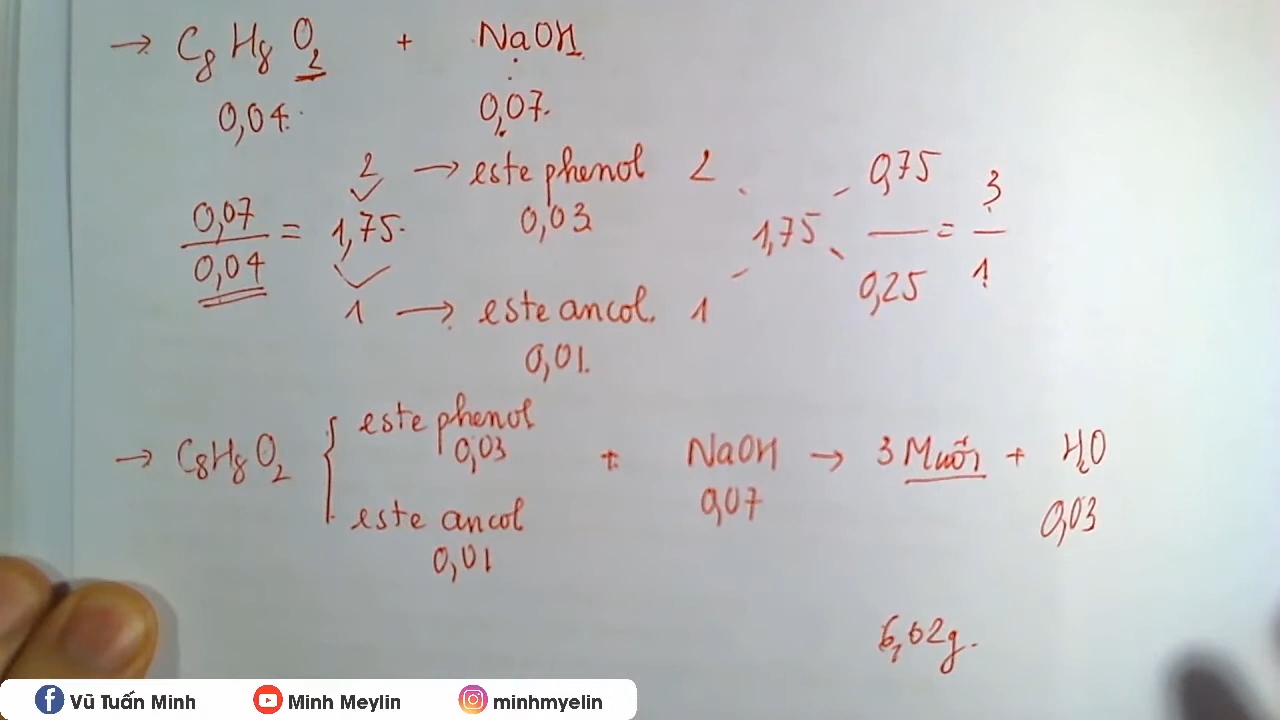 → C8H8O2 + NaOH
0,04 0,07
2 → este phenol 2 0,75 3
0,07 / 0,04 = 1,75 0,03 1,75 — = —
1 → este ancol. 1 0,25 1
0,01.
→ C8H8O2 { este phenol 0,03 + NaOH → 3 Muối + H2O
este ancol 0,07 0,03
0,01
6,62g.
Vũ Tuấn Minh Minh Meylin minhmyelin